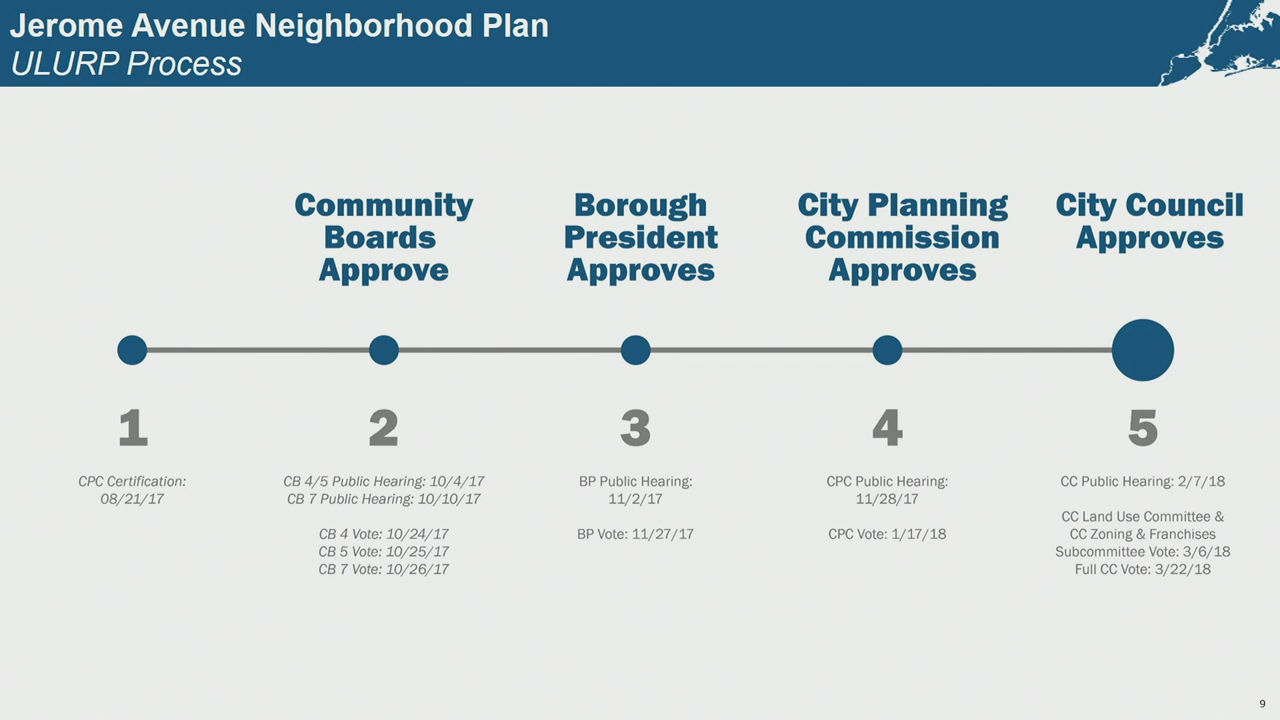 Jerome Avenue Neighborhood Plan
ULURP Process
Community
Boards
Approve
Borough
President
Approves
City Planning
Commission
Approves
City Council
Approves
1
CPC Certification:
08/21/17
2
CB 4/5 Public Hearing: 10/4/17
CB 7 Public Hearing: 10/10/17
CB 4 Vote: 10/24/17
CB 5 Vote: 10/25/17
CB 7 Vote: 10/26/17
3
BP Public Hearing:
11/2/17
BP Vote: 11/27/17
4
CPC Public Hearing:
11/28/17
CPC Vote: 1/17/18
5
CC Public Hearing: 2/7/18
CC Land Use Committee &
CC Zoning & Franchises
Subcommittee Vote: 3/6/18
Full CC Vote: 3/22/18
9